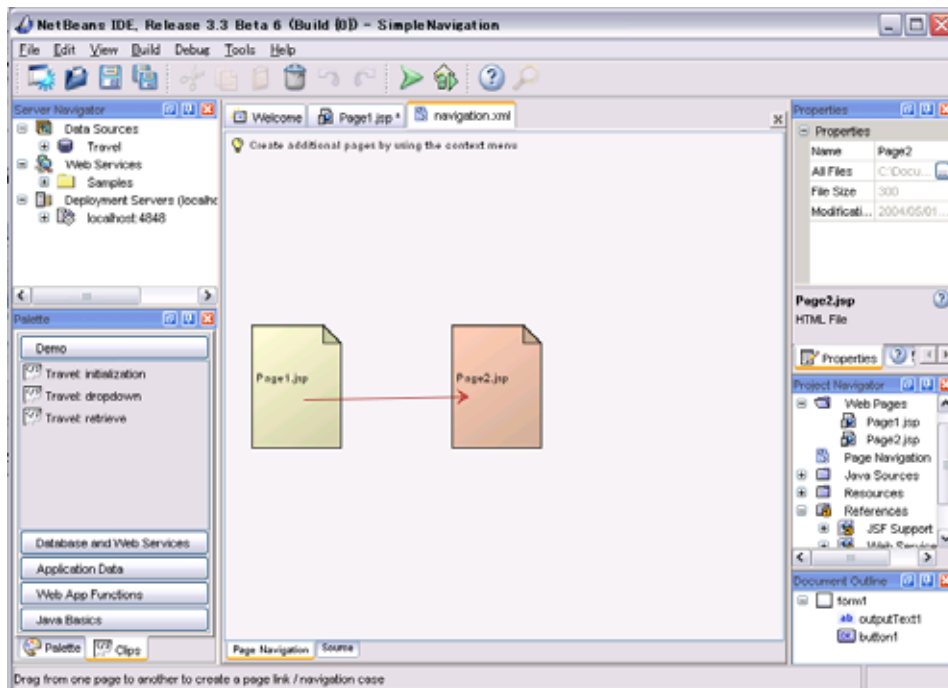 NetBeans IDE, Release 3.3 Beta 6 (Build {0}) - SimpleNavigation
File Edit View Build Debug Tools Help
Server Navigator
Data Sources
Travel
Web Services
Samples
Deployment Servers (localhc
localhost:4848
Palette
Demo
Travel: initialization
Travel: dropdown
Travel: retrieve
Database and Web Services
Application Data
Web App Functions
Java Basics
Palette Clips
Welcome Page1.jsp * navigation.xml
Create additional pages by using the context menu
Page1.jsp
Page2.jsp
Page Navigation Source
Properties
Properties
Name Page2
All Files C:\Docu...
File Size 300
Modificati... 2004/05/01...
Page2.jsp
HTML File
Properties
Project Navigator
Web Pages
Page1.jsp
Page2.jsp
Page Navigation
Java Sources
Resources
References
JSF Support
Web Service
Document Outline
form1
ab outputText1
OK button1
Drag from one page to another to create a page link / navigation case